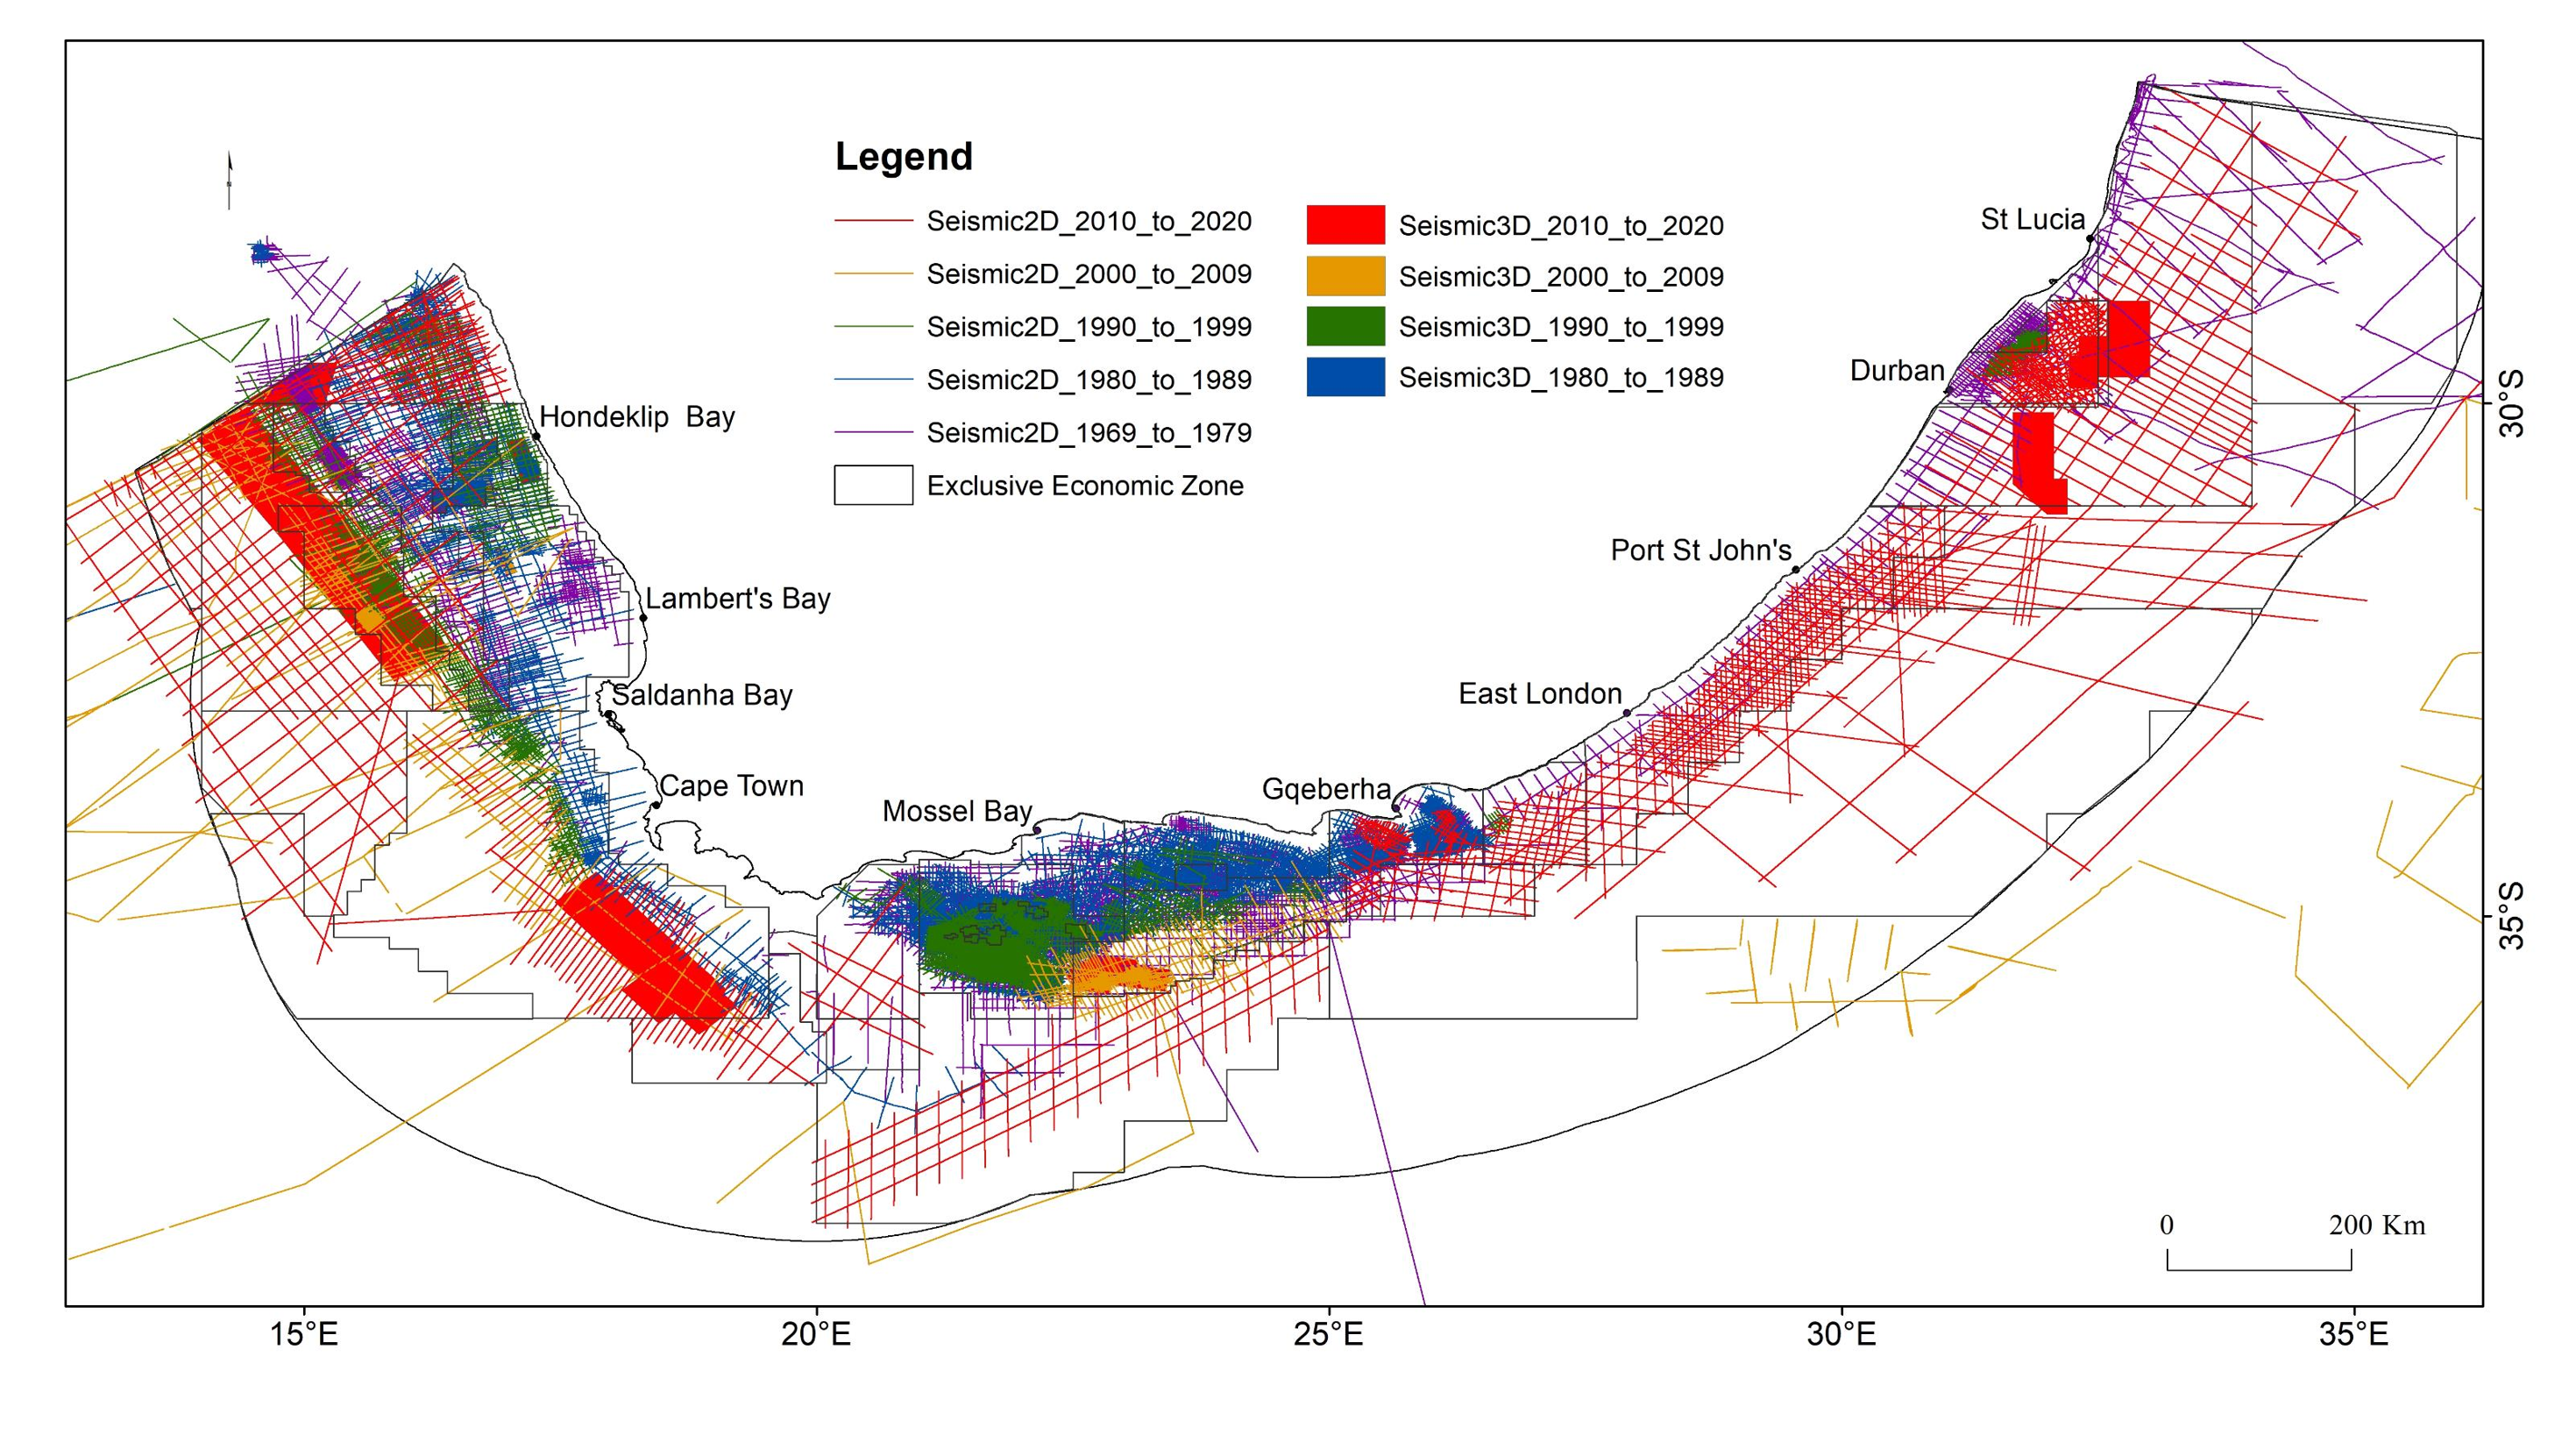 Legend
Seismic2D_2010_to_2020
Seismic2D_2000_to_2009
Seismic2D_1990_to_1999
Seismic2D_1980_to_1989
Seismic2D_1969_to_1979
Exclusive Economic Zone
Seismic3D_2010_to_2020
Seismic3D_2000_to_2009
Seismic3D_1990_to_1999
Seismic3D_1980_to_1989
St Lucia
Durban
Hondeklip Bay
Port St John's
Lambert's Bay
Saldanha Bay
East London
Cape Town
Gqeberha
Mossel Bay
30°S
35°S
0 200 Km
15°E 20°E 25°E 30°E 35°E